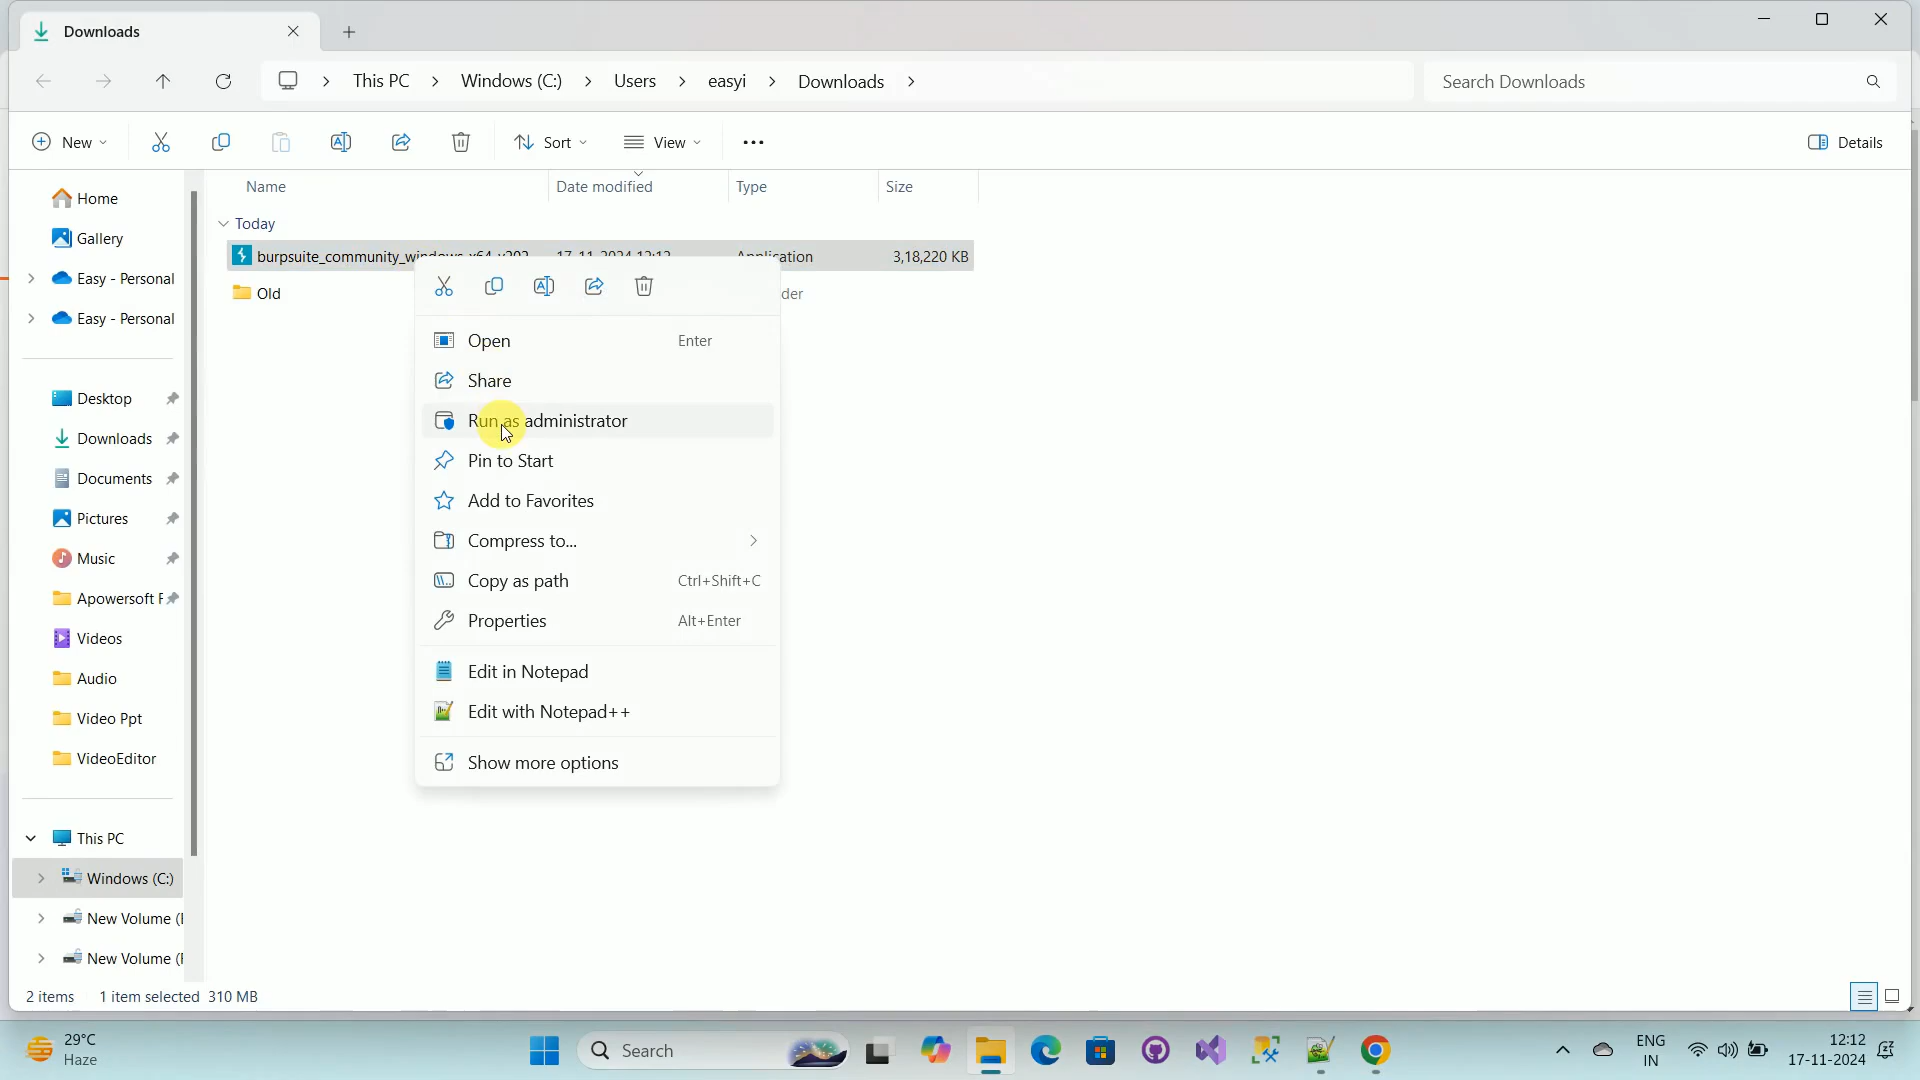 Downloads
This PC > Windows (C:) > Users > easyi > Downloads >
Search Downloads
New
Sort
View
Details
Name
Date modified
Type
Size
Today
burpsuite_community_windows-x64_v202
17-11-2024 12:12
Application
3,18,220 KB
Old
der
Home
Gallery
Easy - Personal
Easy - Personal
Desktop
Downloads
Documents
Pictures
Music
Apowersoft F
Videos
Audio
Video Ppt
VideoEditor
This PC
Windows (C:)
New Volume (
New Volume (
Open Enter
Share
Run as administrator
Pin to Start
Add to Favorites
Compress to...
Copy as path Ctrl+Shift+C
Properties Alt+Enter
Edit in Notepad
Edit with Notepad++
Show more options
2 items 1 item selected 310 MB
29°C
Haze
Search
ENG
IN
12:12
17-11-2024